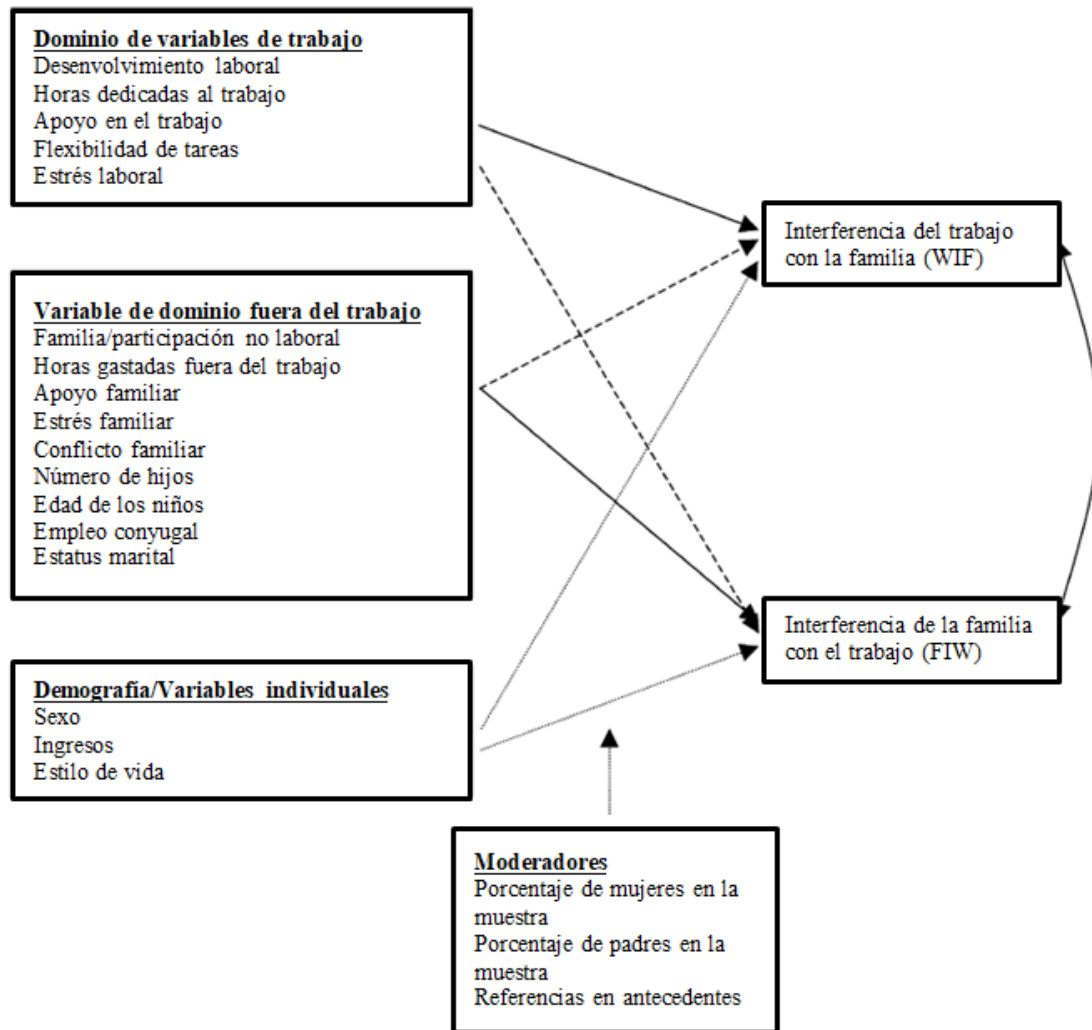 Dominio de variables de trabajo
Desenvolvimiento laboral
Horas dedicadas al trabajo
Apoyo en el trabajo
Flexibilidad de tareas
Estrés laboral
Variable de dominio fuera del trabajo
Familia/participación no laboral
Horas gastadas fuera del trabajo
Apoyo familiar
Estrés familiar
Conflicto familiar
Número de hijos
Edad de los niños
Empleo conyugal
Estatus marital
Demografía/Variables individuales
Sexo
Ingresos
Estilo de vida
Interferencia del trabajo
con la familia (WIF)
Interferencia de la familia
con el trabajo (FIW)
Moderadores
Porcentaje de mujeres en la
muestra
Porcentaje de padres en la
muestra
Referencias en antecedentes